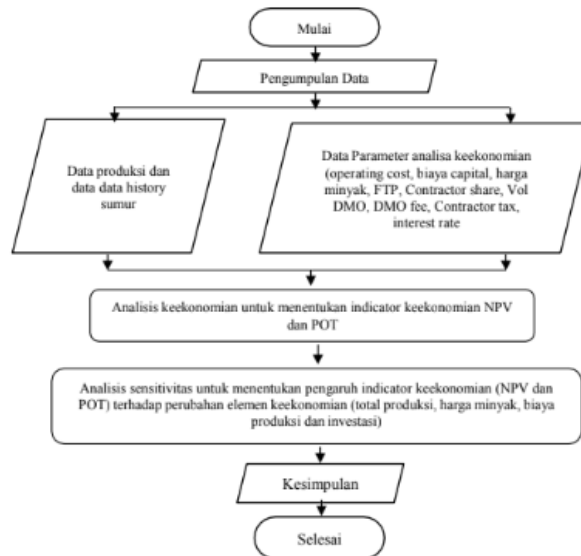 Mulai
Pengumpulan Data
Data produksi dan
data data history
sumur
Data Parameter analisa keekonomian
(operating cost, biaya capital, harga
minyak, FTP, Contractor share, Vol
DMO, DMO fee, Contractor tax,
interest rate
Analisis keekonomian untuk menentukan indicator keekonomian NPV
dan POT
Analisis sensitivitas untuk menentukan pengaruh indicator keekonomian (NPV dan
POT) terhadap perubahan elemen keekonomian (total produksi, harga minyak, biaya
produksi dan investasi)
Kesimpulan
Selesai